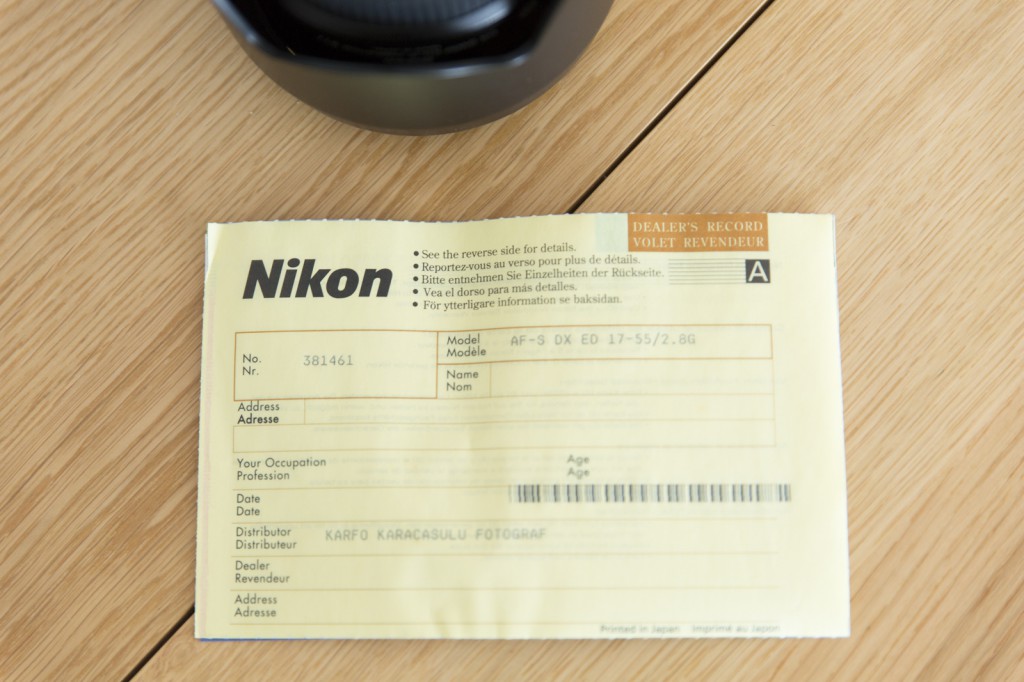 DEALER'S RECORD
VOLET REVENDEUR
A
Nikon
• See the reverse side for details.
• Reportez-vous au verso pour plus de détails.
• Bitte entnehmen Sie Einzelheiten der Rückseite.
• Vea el dorso para más detalles.
• För ytterligare information se baksidan.
No.
Nr.
381461
Model
Modèle
AF-S DX ED 17-55/2.8G
Name
Nom
Address
Adresse
Your Occupation
Profession
Age
Age
Date
Date
Distributor
Distributeur
KARFO KARACASULU FOTOGRAF
Dealer
Revendeur
Address
Adresse
Printed in Japan Imprimé au Japon